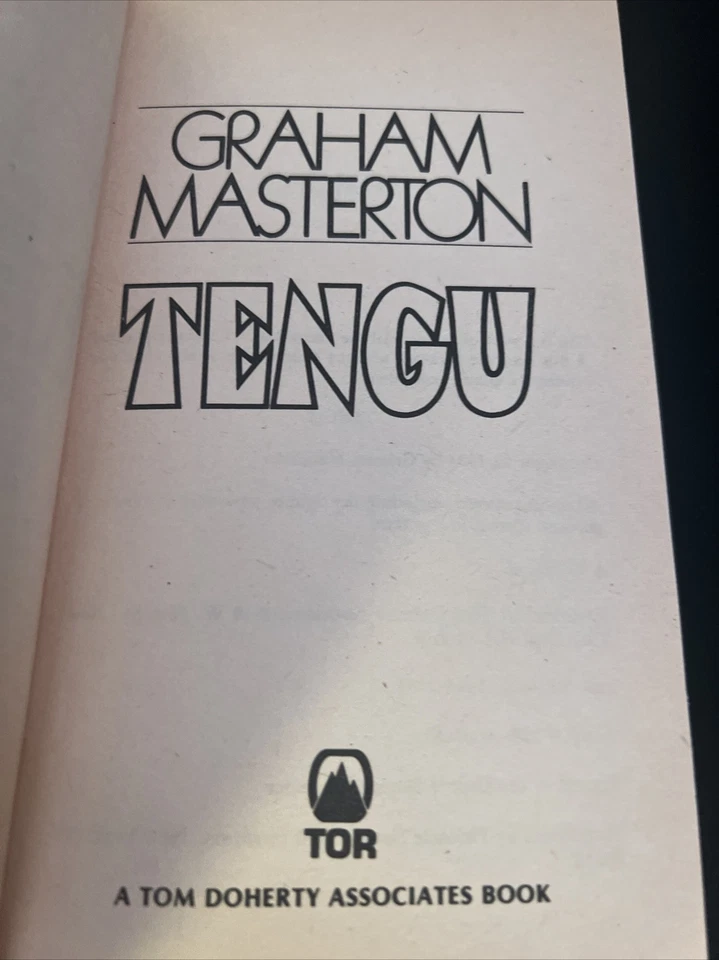 GRAHAM
MASTERTON
TENGU
TOR
A TOM DOHERTY ASSOCIATES BOOK